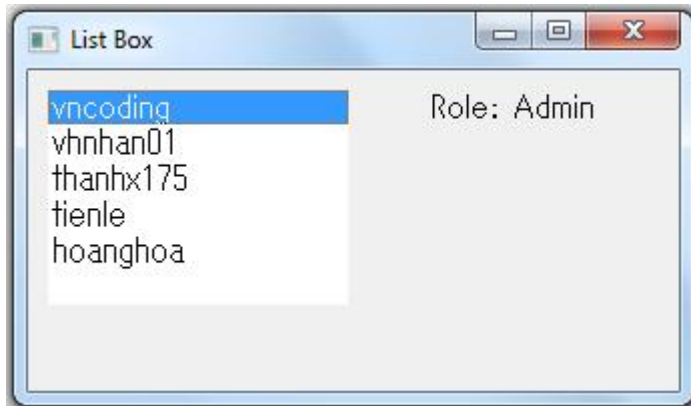 List Box
vncoding
Role: Admin
vhnhan01
thanhx175
tienle
hoanghoa